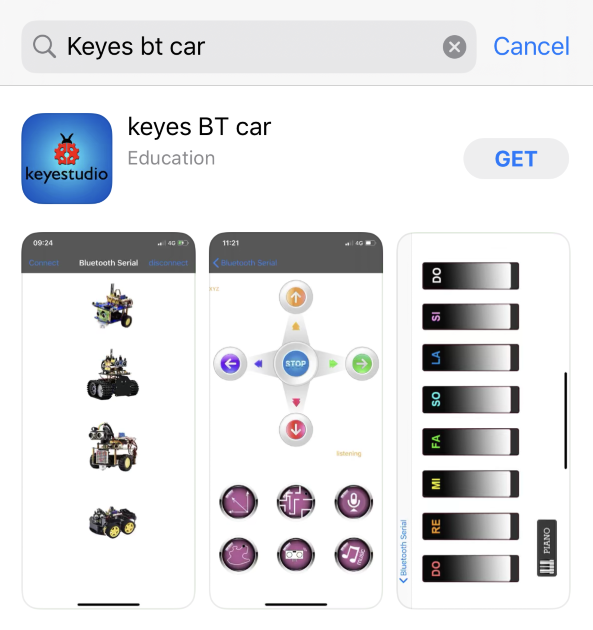 Keyes bt car
Cancel
keyes BT car
Education
GET
keyestudio
09:24
4G
Connect
Bluetooth Serial
disconnect
11:21
4G
Bluetooth Serial
XYZ
STOP
listening
music
DO
SI
LA
SO
FA
MI
RE
DO
Bluetooth Serial
PIANO